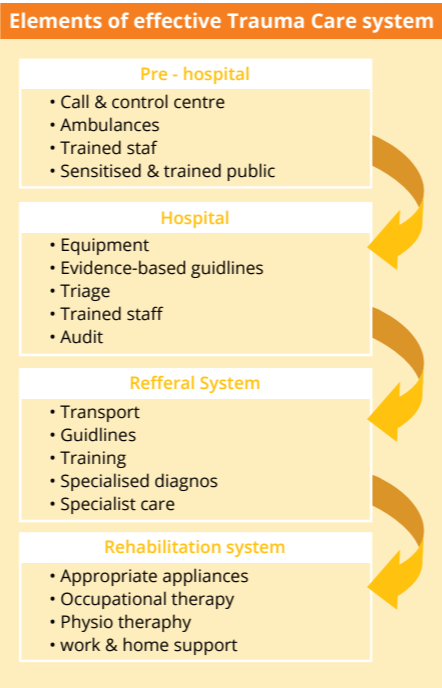 Elements of effective Trauma Care system
Pre - hospital
• Call & control centre
• Ambulances
• Trained staf
• Sensitised & trained public
Hospital
• Equipment
• Evidence-based guidlines
• Triage
• Trained staff
• Audit
Refferal System
• Transport
• Guidlines
• Training
• Specialised diagnos
• Specialist care
Rehabilitation system
• Appropriate appliances
• Occupational therapy
• Physio theraphy
• work & home support